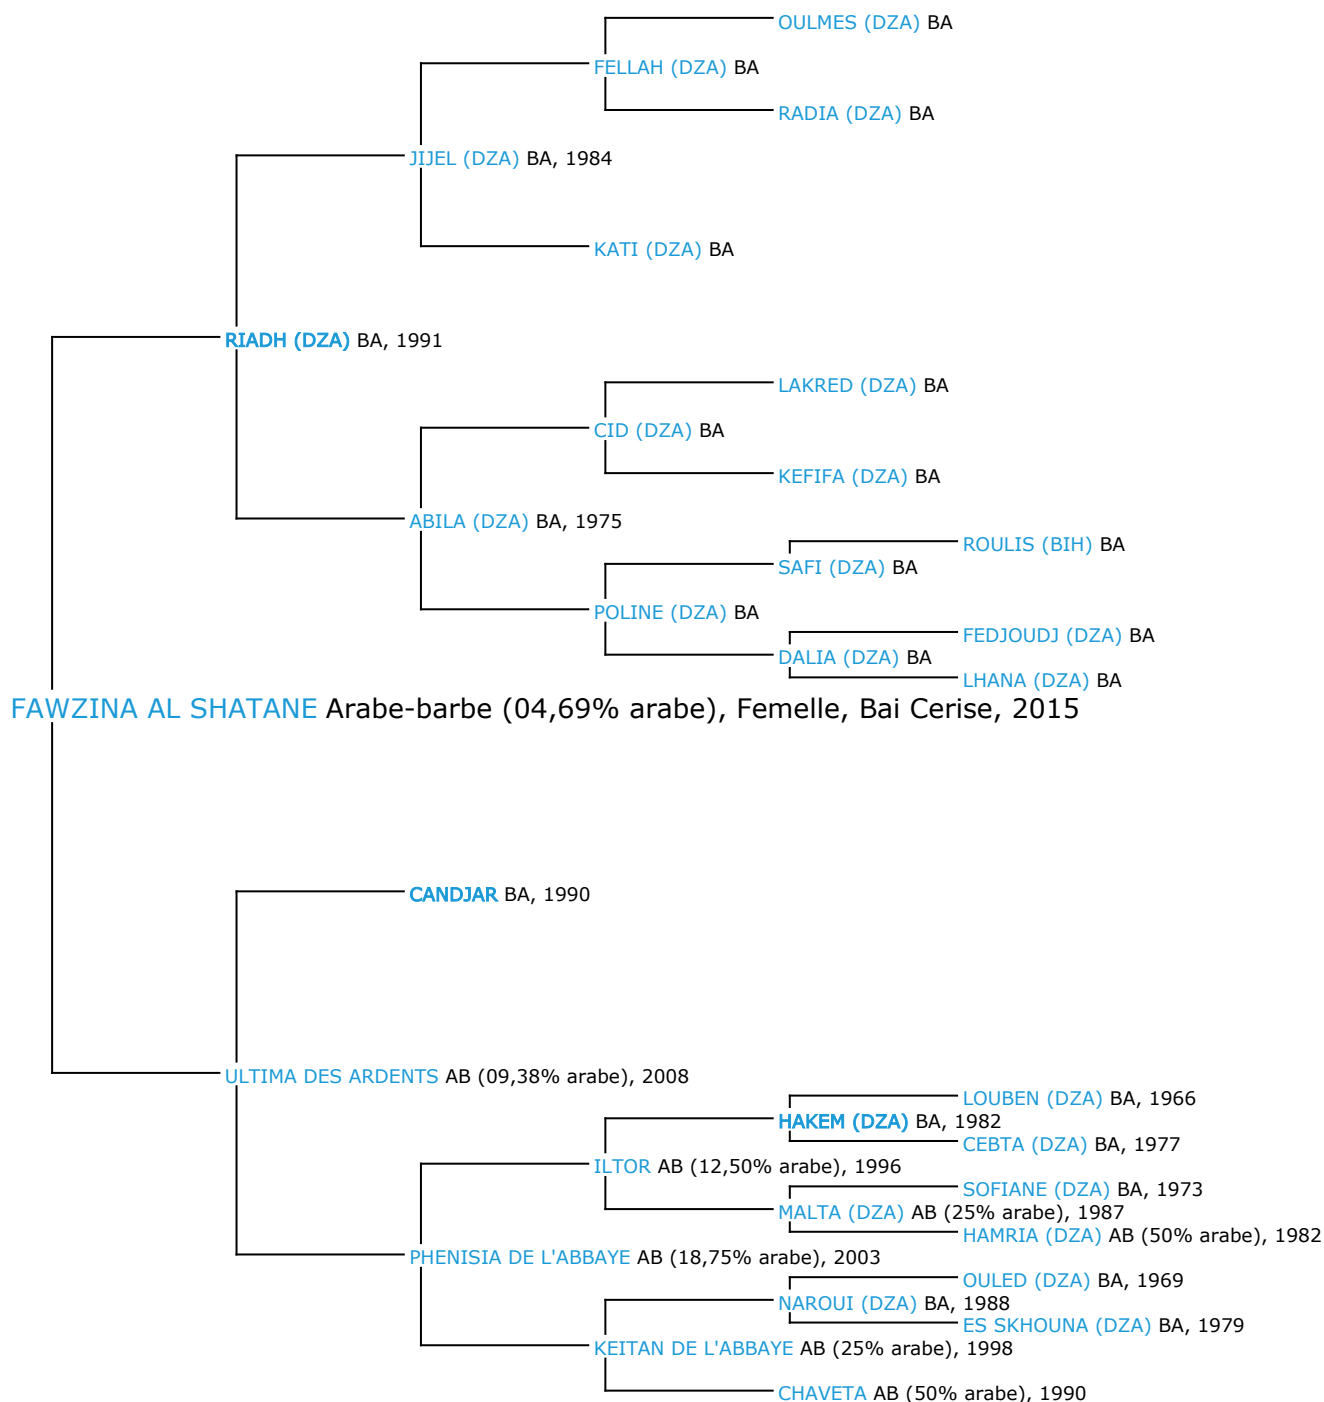 OULMES (DZA) BA
FELLAH (DZA) BA
RADIA (DZA) BA
JIJEL (DZA) BA, 1984
KATI (DZA) BA
RIADH (DZA) BA, 1991
LAKRED (DZA) BA
CID (DZA) BA
KEFIFA (DZA) BA
ABILA (DZA) BA, 1975
ROULIS (BIH) BA
SAFI (DZA) BA
POLINE (DZA) BA
FEDJOUDJ (DZA) BA
DALIA (DZA) BA
LHANA (DZA) BA
FAWZINA AL SHATANE Arabe-barbe (04,69% arabe), Femelle, Bai Cerise, 2015
CANDJAR BA, 1990
ULTIMA DES ARDENTS AB (09,38% arabe), 2008
LOUBEN (DZA) BA, 1966
HAKEM (DZA) BA, 1982
CEBTA (DZA) BA, 1977
ILTOR AB (12,50% arabe), 1996
SOFIANE (DZA) BA, 1973
MALTA (DZA) AB (25% arabe), 1987
HAMRIA (DZA) AB (50% arabe), 1982
PHENISIA DE L'ABBAYE AB (18,75% arabe), 2003
OULED (DZA) BA, 1969
NAROUI (DZA) BA, 1988
ES SKHOUNA (DZA) BA, 1979
KEITAN DE L'ABBAYE AB (25% arabe), 1998
CHAVETA AB (50% arabe), 1990